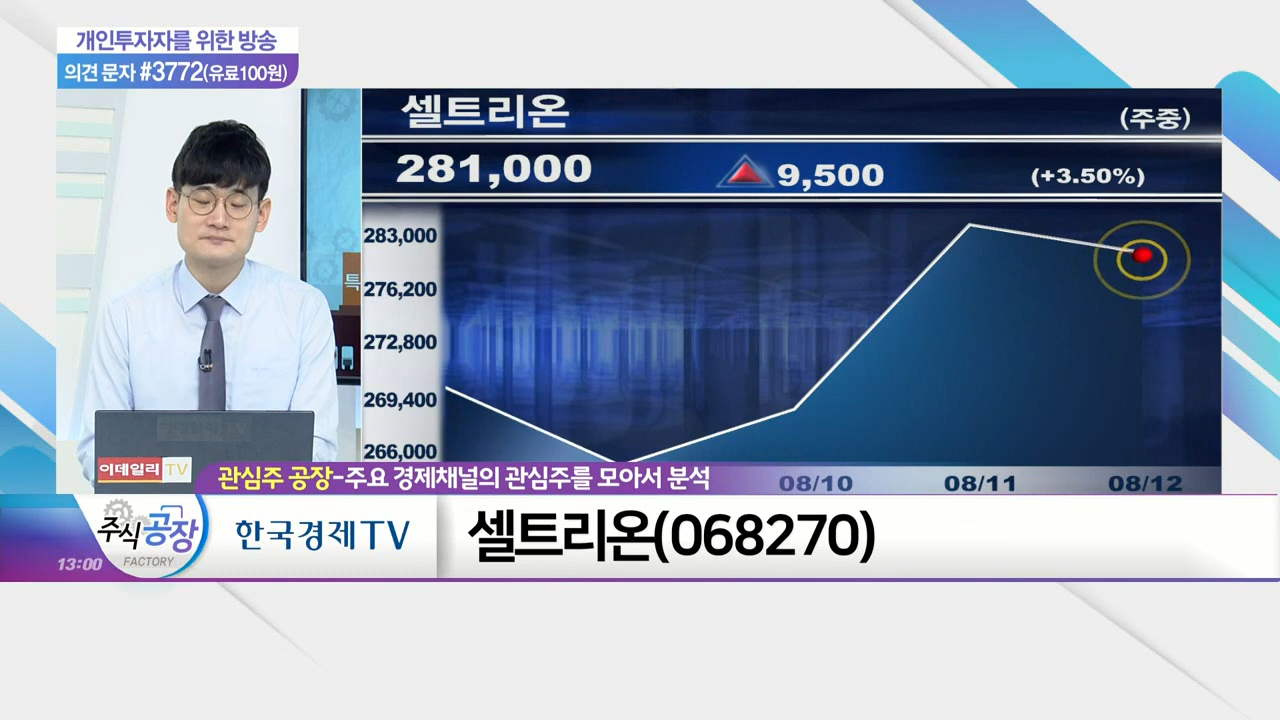 개인투자자를 위한 방송
의견 문자 #3772(유료100원)
셀트리온
(주중)
281,000
9,500
(+3.50%)
283,000
276,200
272,800
269,400
266,000
08/10
08/11
08/12
특
이데일리 TV
관심주 공장-주요 경제채널의 관심주를 모아서 분석
주식공장
FACTORY
13:00
한국경제TV
셀트리온(068270)